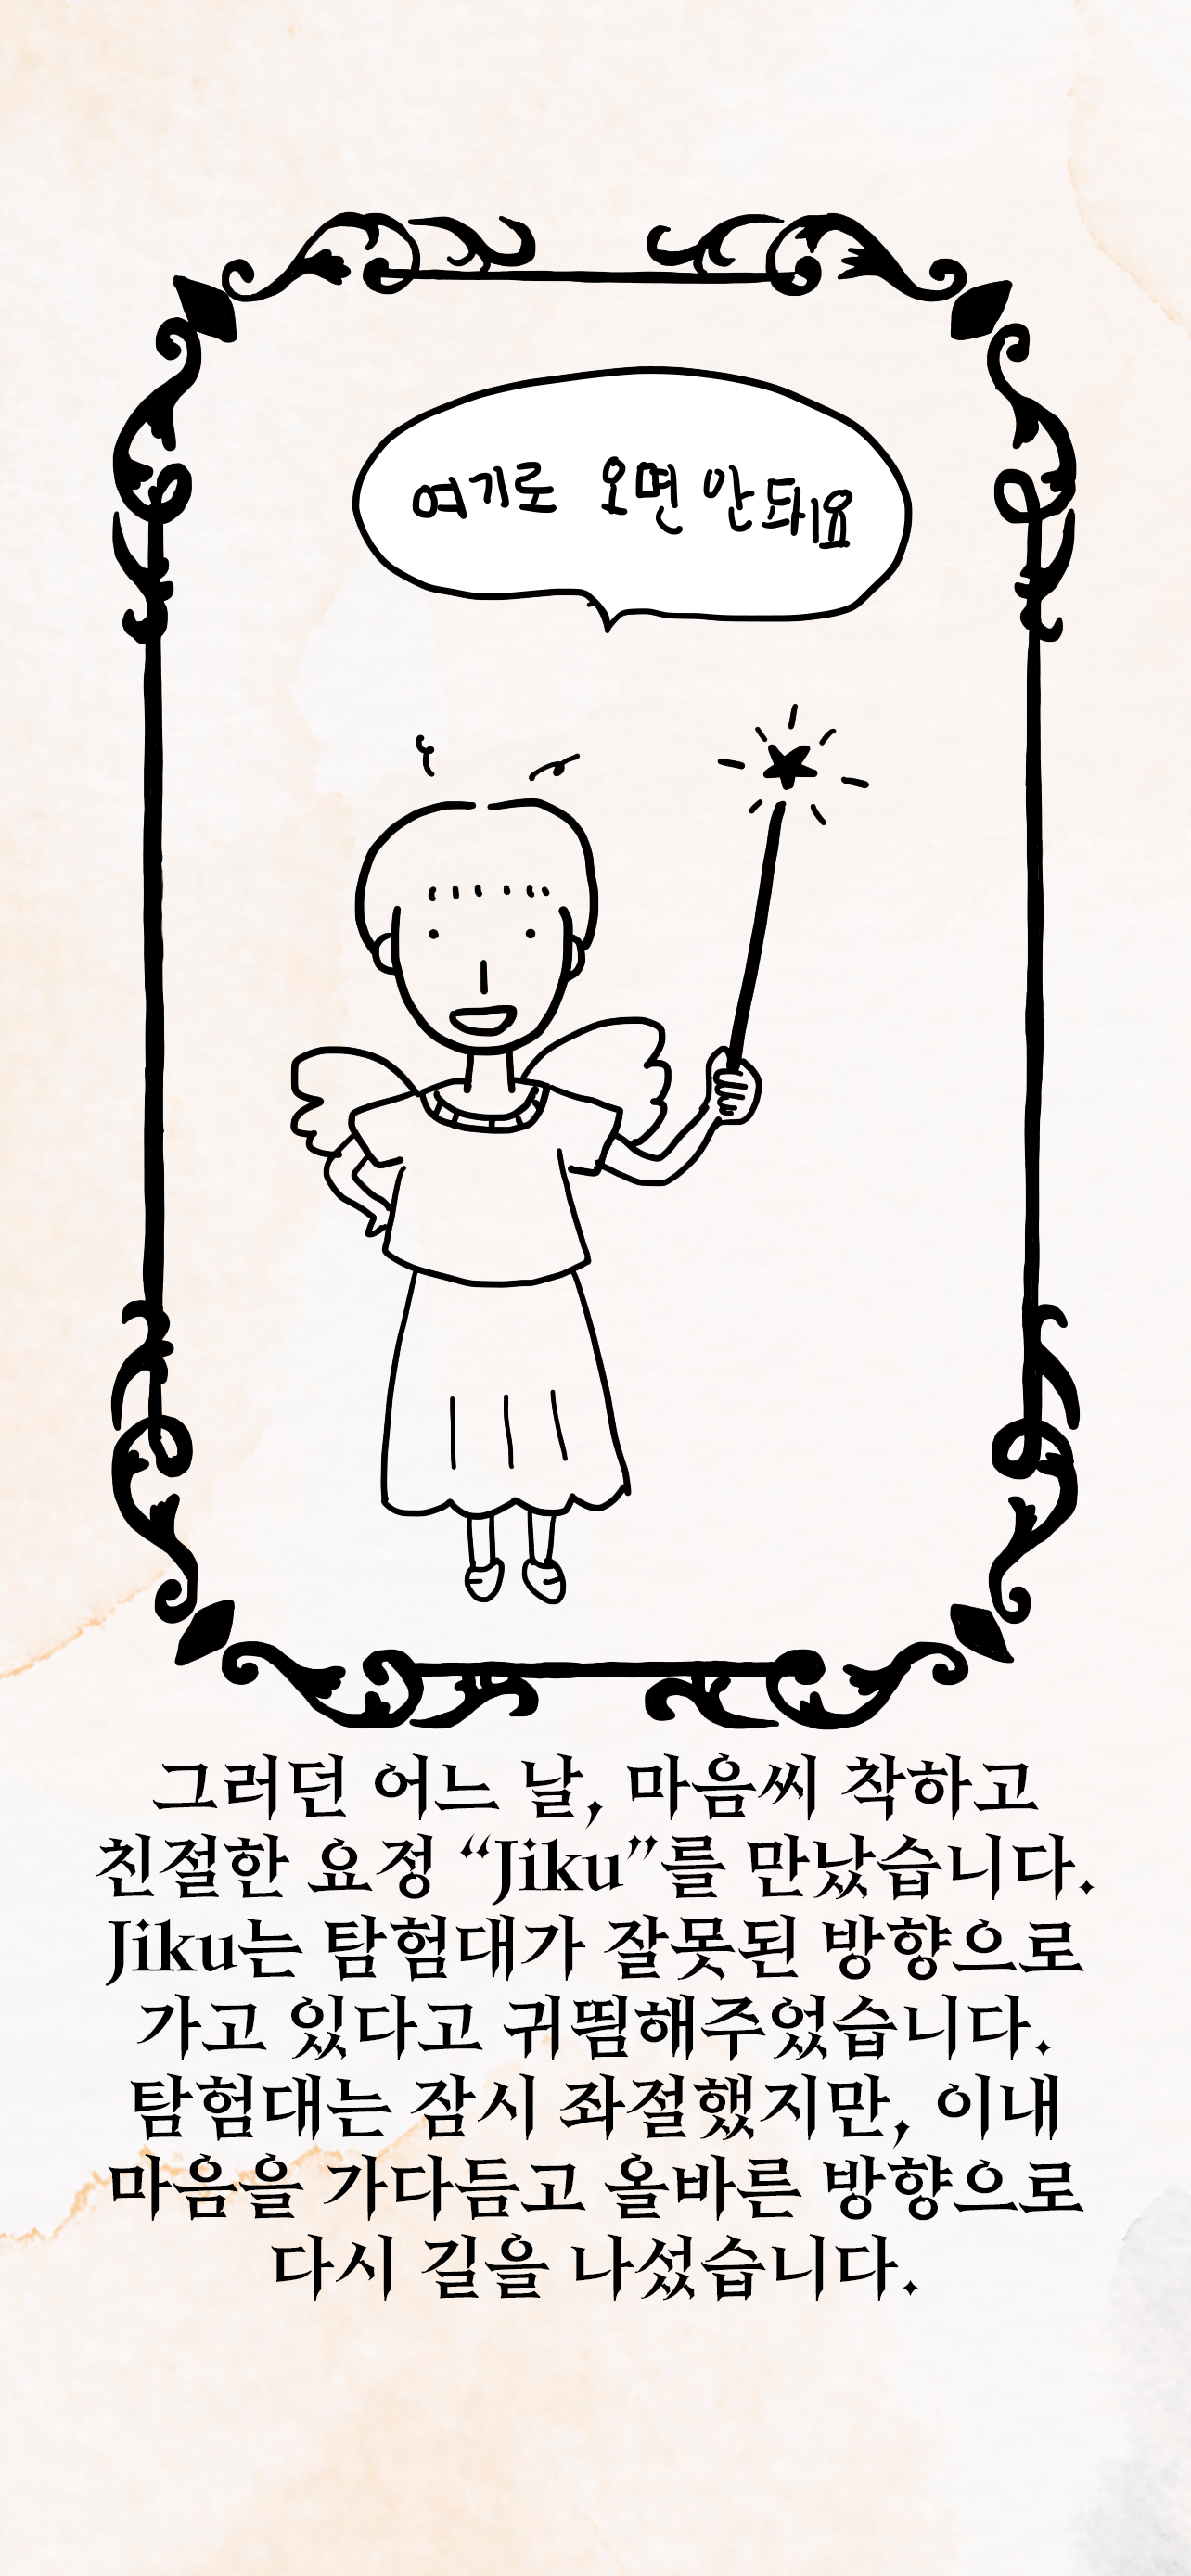 여기로 오면 안돼요
그러던 어느 날, 마음씨 착하고
친절한 요정 “Jiku”를 만났습니다.
Jiku는 탐험대가 잘못된 방향으로
가고 있다고 귀띔해주었습니다.
탐험대는 잠시 좌절했지만, 이내
마음을 가다듬고 올바른 방향으로
다시 길을 나섰습니다.